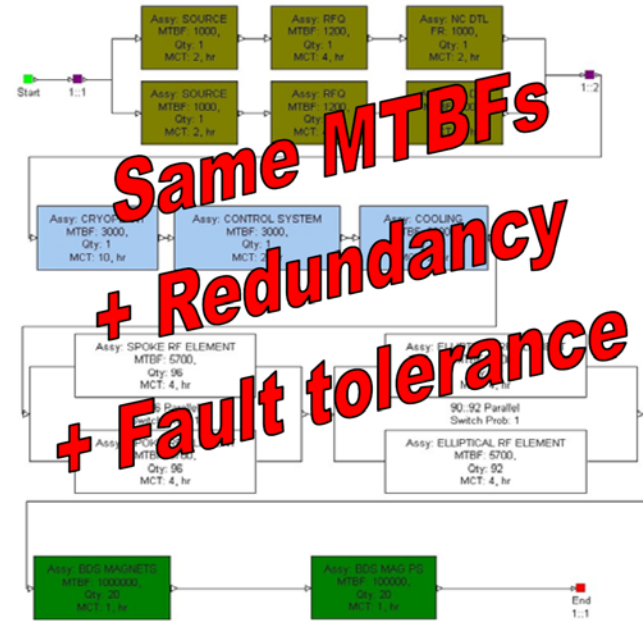 Assy: SOURCE
MTBF: 1000,
Qty: 1
MCT: 2, hr
Assy: RFQ
MTBF: 1200,
Qty: 1
MCT: 4, hr
Assy: NC DTL
FR: 1000,
Qty: 1
MCT: 2, hr
Start
1::1
1::2
Assy: SOURCE
MTBF: 1000,
Qty: 1
MCT: 2, hr
Assy: RFQ
MTBF: 1200
Same MTBFs
+ Redundancy
+ Fault tolerance
Assy:
MTBF: 3000,
Qty: 1
MCT: 10, hr
Assy: CONTROL SYSTEM
MTBF: 3000,
Qty: 1
Assy: COOLING
Assy: SPOKE RF ELEMENT
MTBF: 5700,
Qty: 96
MCT: 4, hr
MCT: 4, hr
Parallel
Switch
90::92 Parallel
Switch Prob: 1
Qty: 96
MCT: 4, hr
Assy: ELLIPTICAL RF ELEMENT
MTBF: 5700,
Qty: 92
MCT: 4, hr
Assy: BDS MAGNETS
MTBF: 1000000,
Qty: 20
MCT: 1, hr
Assy: BDS MAG PS
MTBF: 100000,
Qty: 20
MCT: 1, hr
End
1::1